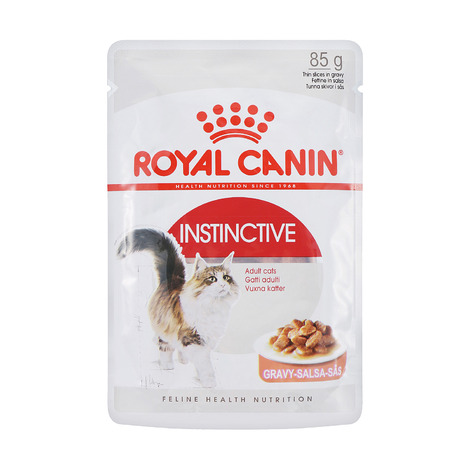 85 g
Thin slices in gravy
Fettine in salsa
Tunna skivor i sås
ROYAL CANIN®
HEALTH NUTRITION SINCE 1968
INSTINCTIVE
Adult cats
Gatti adulti
Vuxna katter
GRAVY-SALSA-SÅS
FELINE HEALTH NUTRITION